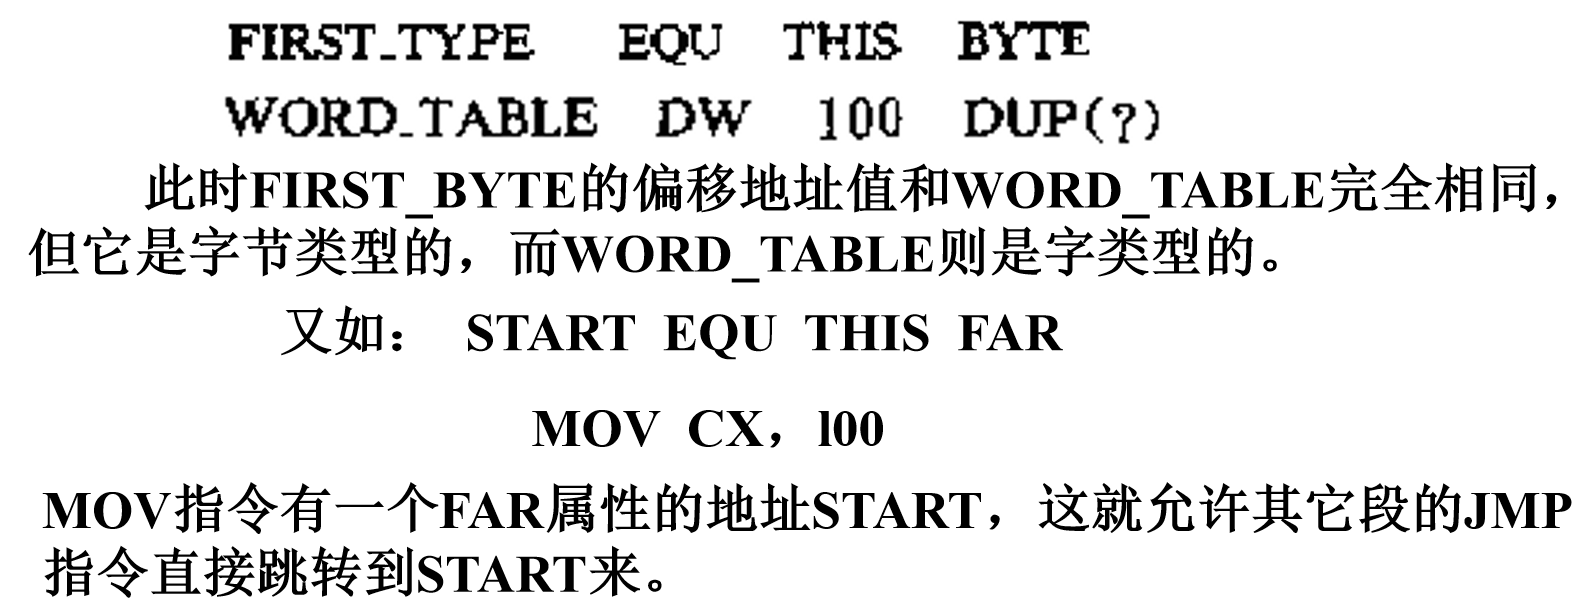 FIRST_TYPE EQU THIS BYTE
WORD_TABLE DW 100 DUP(?)
此时FIRST_BYTE的偏移地址值和WORD_TABLE完全相同，
但它是字节类型的，而WORD_TABLE则是字类型的。
又如： START EQU THIS FAR
MOV CX，l00
MOV指令有一个FAR属性的地址START，这就允许其它段的JMP
指令直接跳转到START来。